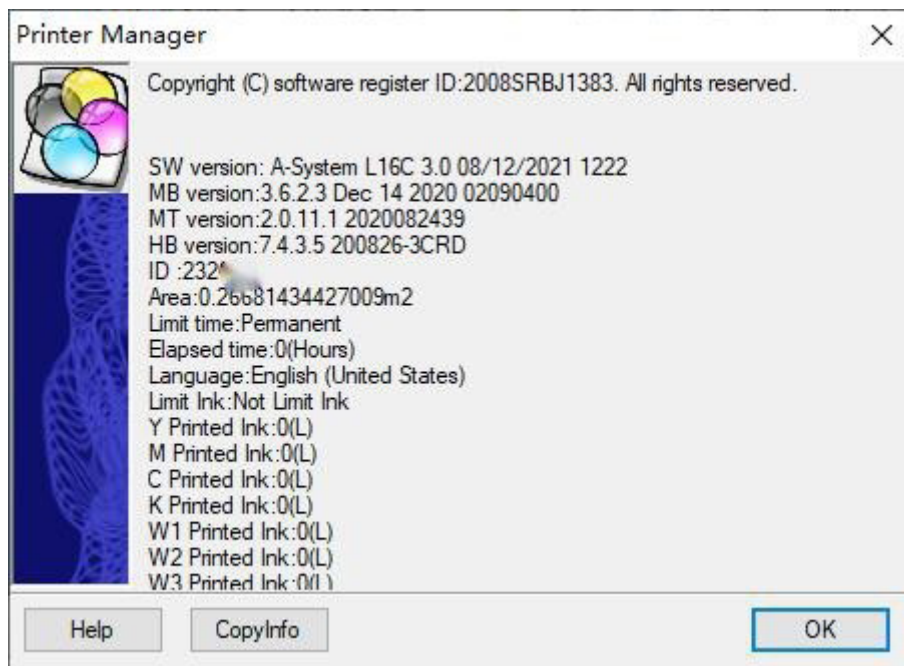 Printer Manager
Copyright (C) software register ID:2008SRBJ1383. All rights reserved.
SW version: A-System L16C 3.0 08/12/2021 1222
MB version:3.6.2.3 Dec 14 2020 02090400
MT version:2.0.11.1 2020082439
HB version:7.4.3.5 200826-3CRD
ID :232
Area:0.26681434427009m2
Limit time:Permanent
Elapsed time:0(Hours)
Language:English (United States)
Limit Ink:Not Limit Ink
Y Printed Ink:0(L)
M Printed Ink:0(L)
C Printed Ink:0(L)
K Printed Ink:0(L)
W1 Printed Ink:0(L)
W2 Printed Ink:0(L)
W3 Printed Ink:0(L)
Help
CopyInfo
OK